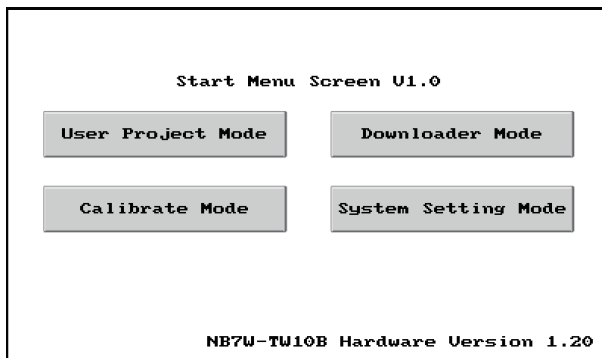 Start Menu Screen V1.0
User Project Mode
Downloader Mode
Calibrate Mode
System Setting Mode
NB7W-TW10B Hardware Version 1.20